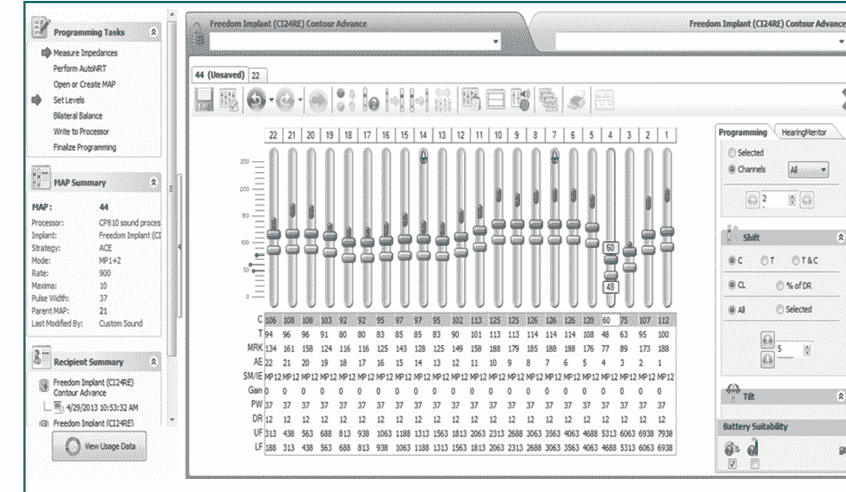 Programming Tasks
Measure Impedances
Perform AutoNRT
Open or Create MAP
Set Levels
Bilateral Balance
Write to Processor
Finalize Programming
MAP Summary
MAP: 44
Processor: CP810 sound proces
Implant: Freedom Implant (CI
Strategy: ACE
Mode: MP1+2
Rate: 900
Maxima: 10
Pulse Width: 37
Parent MAP: 21
Last Modified By: Custom Sound
Recipient Summary
Freedom Implant (CI24RE)
Contour Advance
4/29/2013 10:53:32 AM
Freedom Implant (CI24RE)
View Usage Data
Freedom Implant (CI24RE) Contour Advance
Freedom Implant (CI24RE) Contour Advance
44 (Unsaved) 22
22 21 20 19 18 17 16 15 14 13 12 11 10 9 8 7 6 5 4 3 2 1
250
200
150
100
50
0
60
48
C 106 108 108 103 92 92 95 97 97 95 102 113 125 125 126 126 126 120 60 75 107 112
T 94 96 96 91 80 80 83 85 85 83 90 101 113 113 114 114 114 108 48 63 95 100
MRK 134 161 158 124 116 116 125 143 128 125 149 158 188 179 185 188 188 176 77 89 173 188
AE 22 21 20 19 18 17 16 15 14 13 12 11 10 9 8 7 6 5 4 3 2 1
SM/IE MP12 MP12 MP12 MP12 MP12 MP12 MP12 MP12 MP12 MP12 MP12 MP12 MP12 MP12 MP12 MP12 MP12 MP12 MP12 MP12 MP12 MP12
Gain 0 0 0 0 0 0 0 0 0 0 0 0 0 0 0 0 0 0 0 0 0 0
PW 37 37 37 37 37 37 37 37 37 37 37 37 37 37 37 37 37 37 37 37 37 37
DR 12 12 12 12 12 12 12 12 12 12 12 12 12 12 12 12 12 12 12 12 12 12
UF 313 438 563 688 813 938 1063 1188 1313 1563 1813 2063 2313 2688 3063 3563 4063 4688 5313 6063 6938 7938
LF 188 313 438 563 688 813 938 1063 1188 1313 1563 1813 2063 2313 2688 3063 3563 4063 4688 5313 6063 6938
Programming HearingMentor
Selected
Channels All
2
Shift
C T T & C
CL % of DR
All Selected
5
Tilt
Battery Suitability